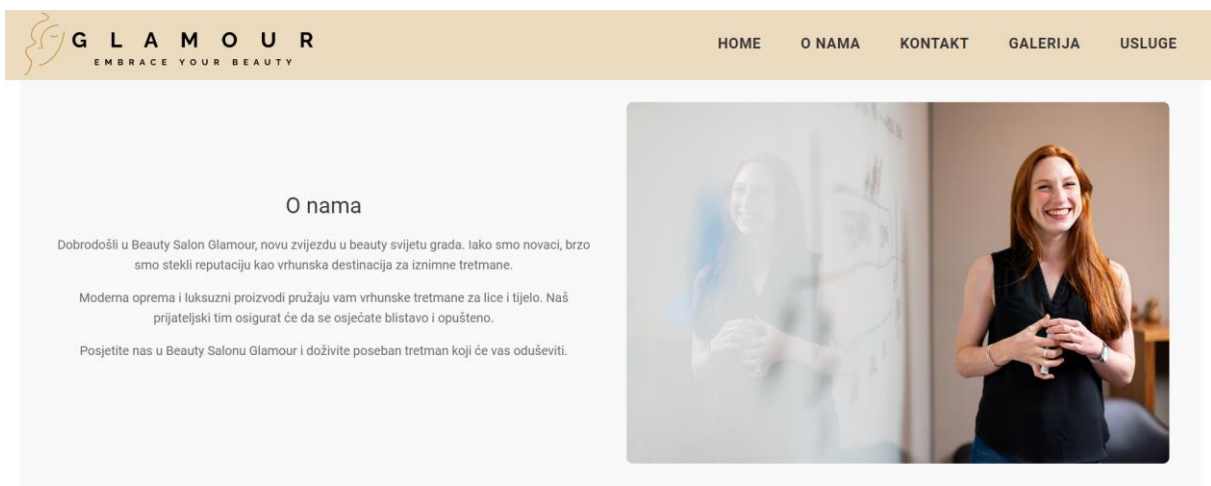 GLAMOUR
EMBRACE YOUR BEAUTY
HOME O NAMA KONTAKT GALERIJA USLUGE
O nama
Dobrodošli u Beauty Salon Glamour, novu zvijezdu u beauty svijetu grada. Iako smo novaci, brzo
smo stekli reputaciju kao vrhunska destinacija za iznimne tretmane.
Moderna oprema i luksuzni proizvodi pružaju vam vrhunske tretmane za lice i tijelo. Naš
prijateljski tim osigurat će da se osjećate blistavo i opušteno.
Posjetite nas u Beauty Salonu Glamour i doživite poseban tretman koji će vas oduševiti.